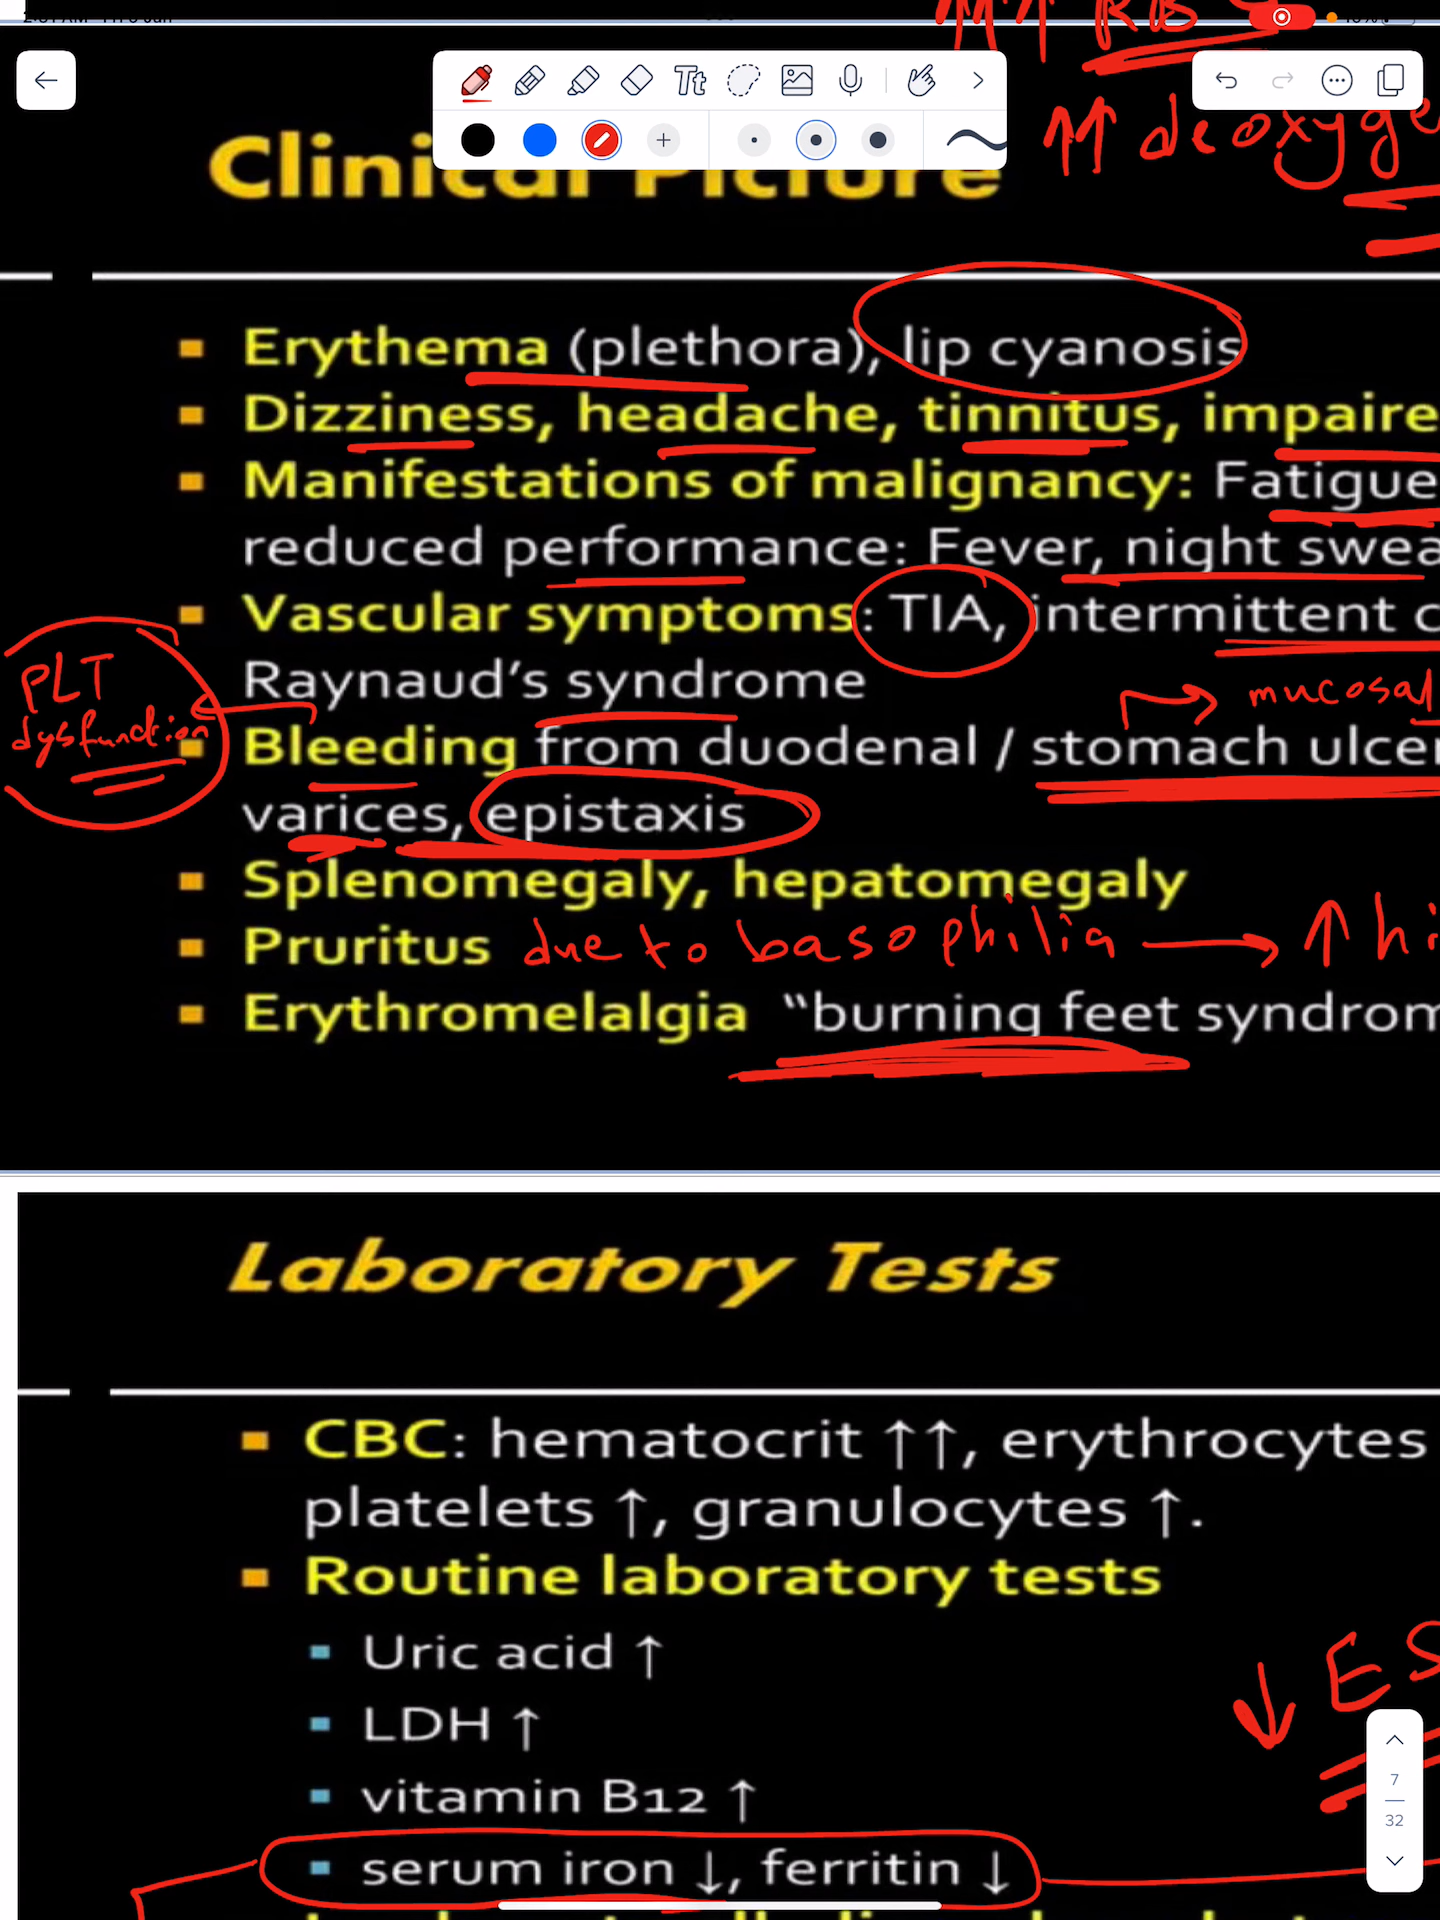 Clinical Picture
↑↑ deoxyge
Erythema (plethora), lip cyanosis
Dizziness, headache, tinnitus, impaire
Manifestations of malignancy: Fatigue
reduced performance: Fever, night swea
Vascular symptoms: TIA, intermittent c
Raynaud's syndrome
PLT
dysfunction
mucosal
Bleeding from duodenal / stomach ulcer
varices, epistaxis
Splenomegaly, hepatomegaly
Pruritus due to basophilia → ↑ hi
Erythromelalgia "burning feet syndrom
Laboratory Tests
CBC: hematocrit ↑↑, erythrocytes
platelets ↑, granulocytes ↑.
Routine laboratory tests
Uric acid ↑
↓ ES
LDH ↑
vitamin B12 ↑
7
32
serum iron ↓, ferritin ↓